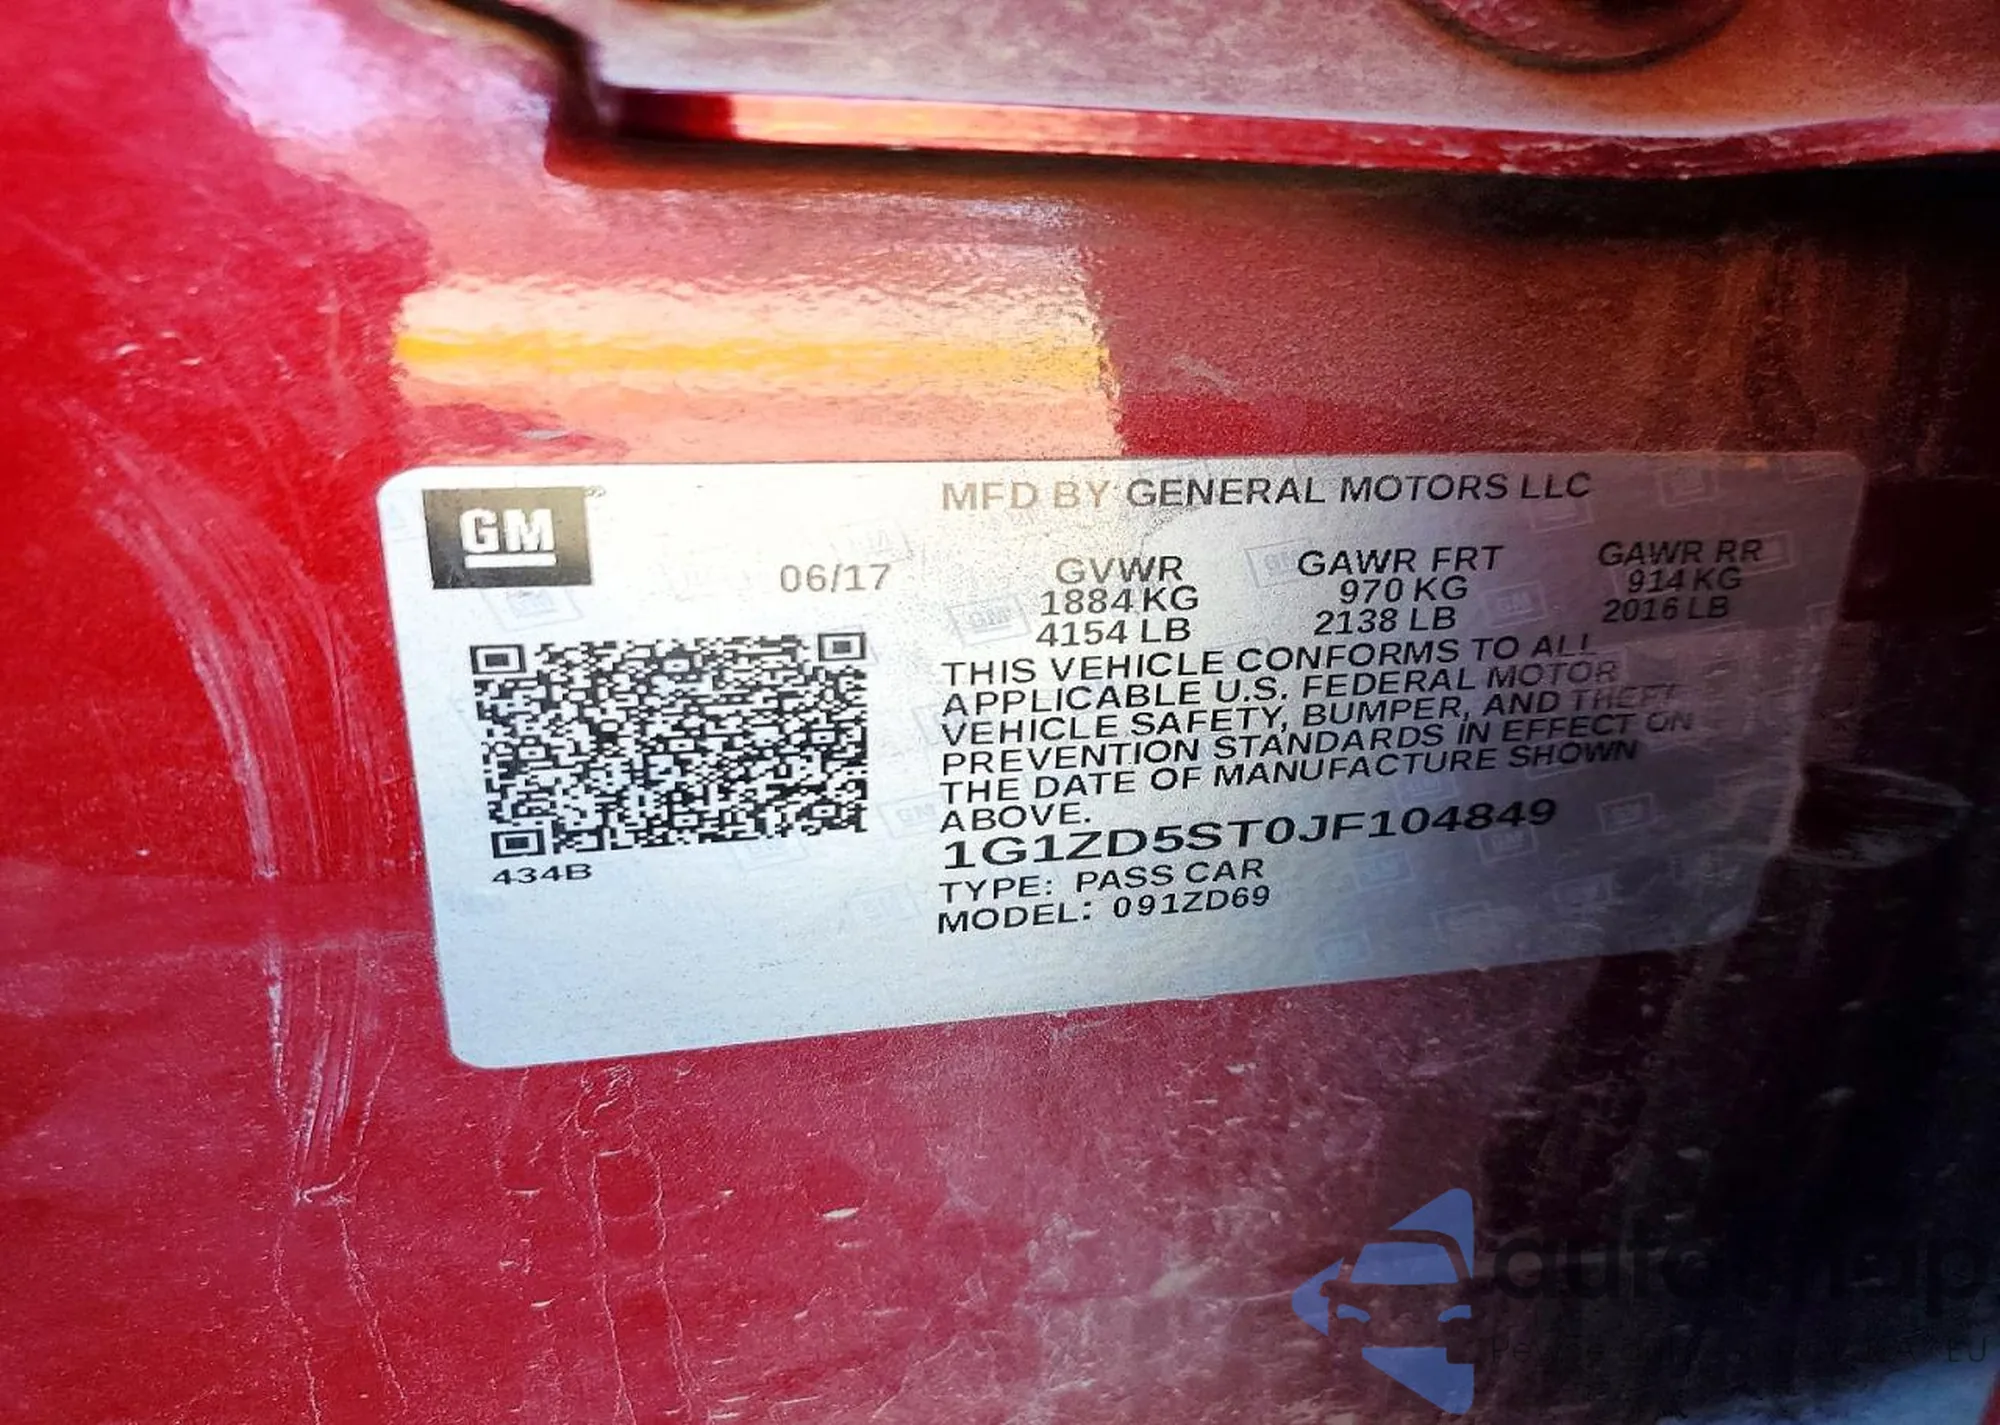 GM
MFD BY GENERAL MOTORS LLC
06/17
GVWR GAWR FRT GAWR RR
1884 KG 970 KG 914 KG
4154 LB 2138 LB 2016 LB
THIS VEHICLE CONFORMS TO ALL
APPLICABLE U.S. FEDERAL MOTOR
VEHICLE SAFETY, BUMPER, AND THEFT
PREVENTION STANDARDS IN EFFECT ON
THE DATE OF MANUFACTURE SHOWN
ABOVE.
1G1ZD5ST0JF104849
TYPE: PASS CAR
MODEL: 091ZD69
434B